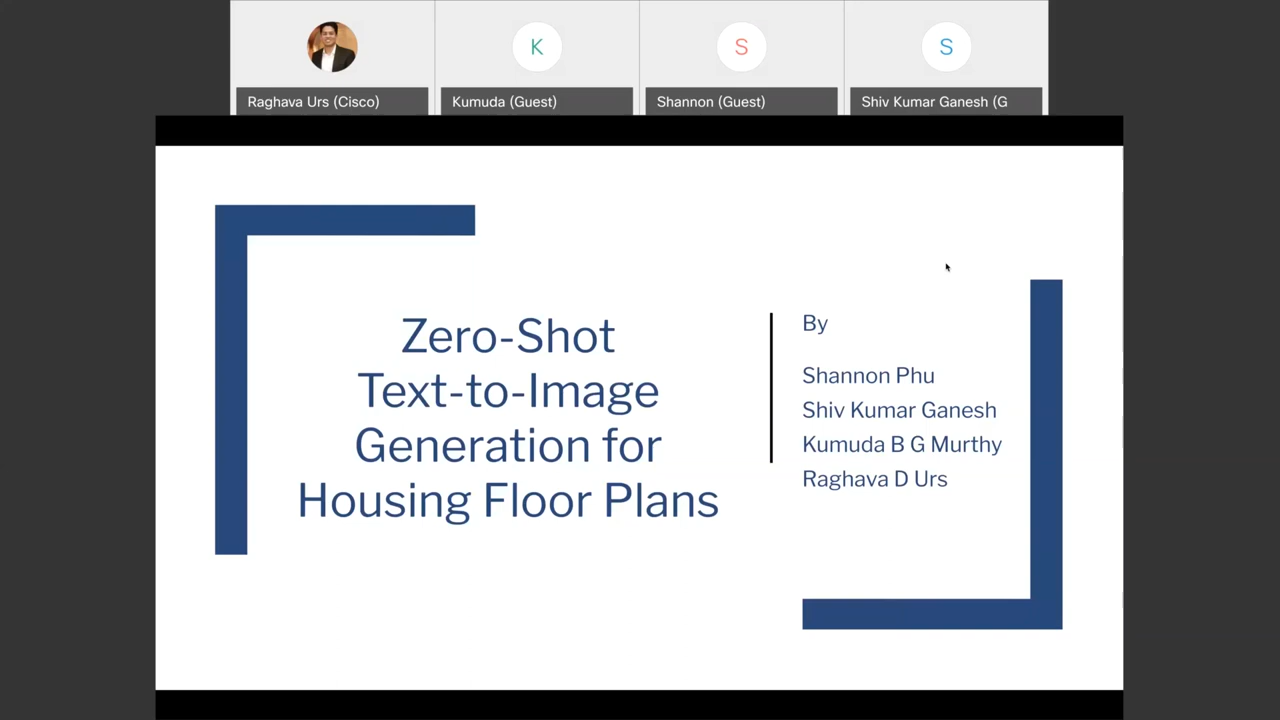 Raghava Urs (Cisco)
K
Kumuda (Guest)
S
Shannon (Guest)
S
Shiv Kumar Ganesh (G
Zero-Shot
Text-to-Image
Generation for
Housing Floor Plans
By
Shannon Phu
Shiv Kumar Ganesh
Kumuda B G Murthy
Raghava D Urs